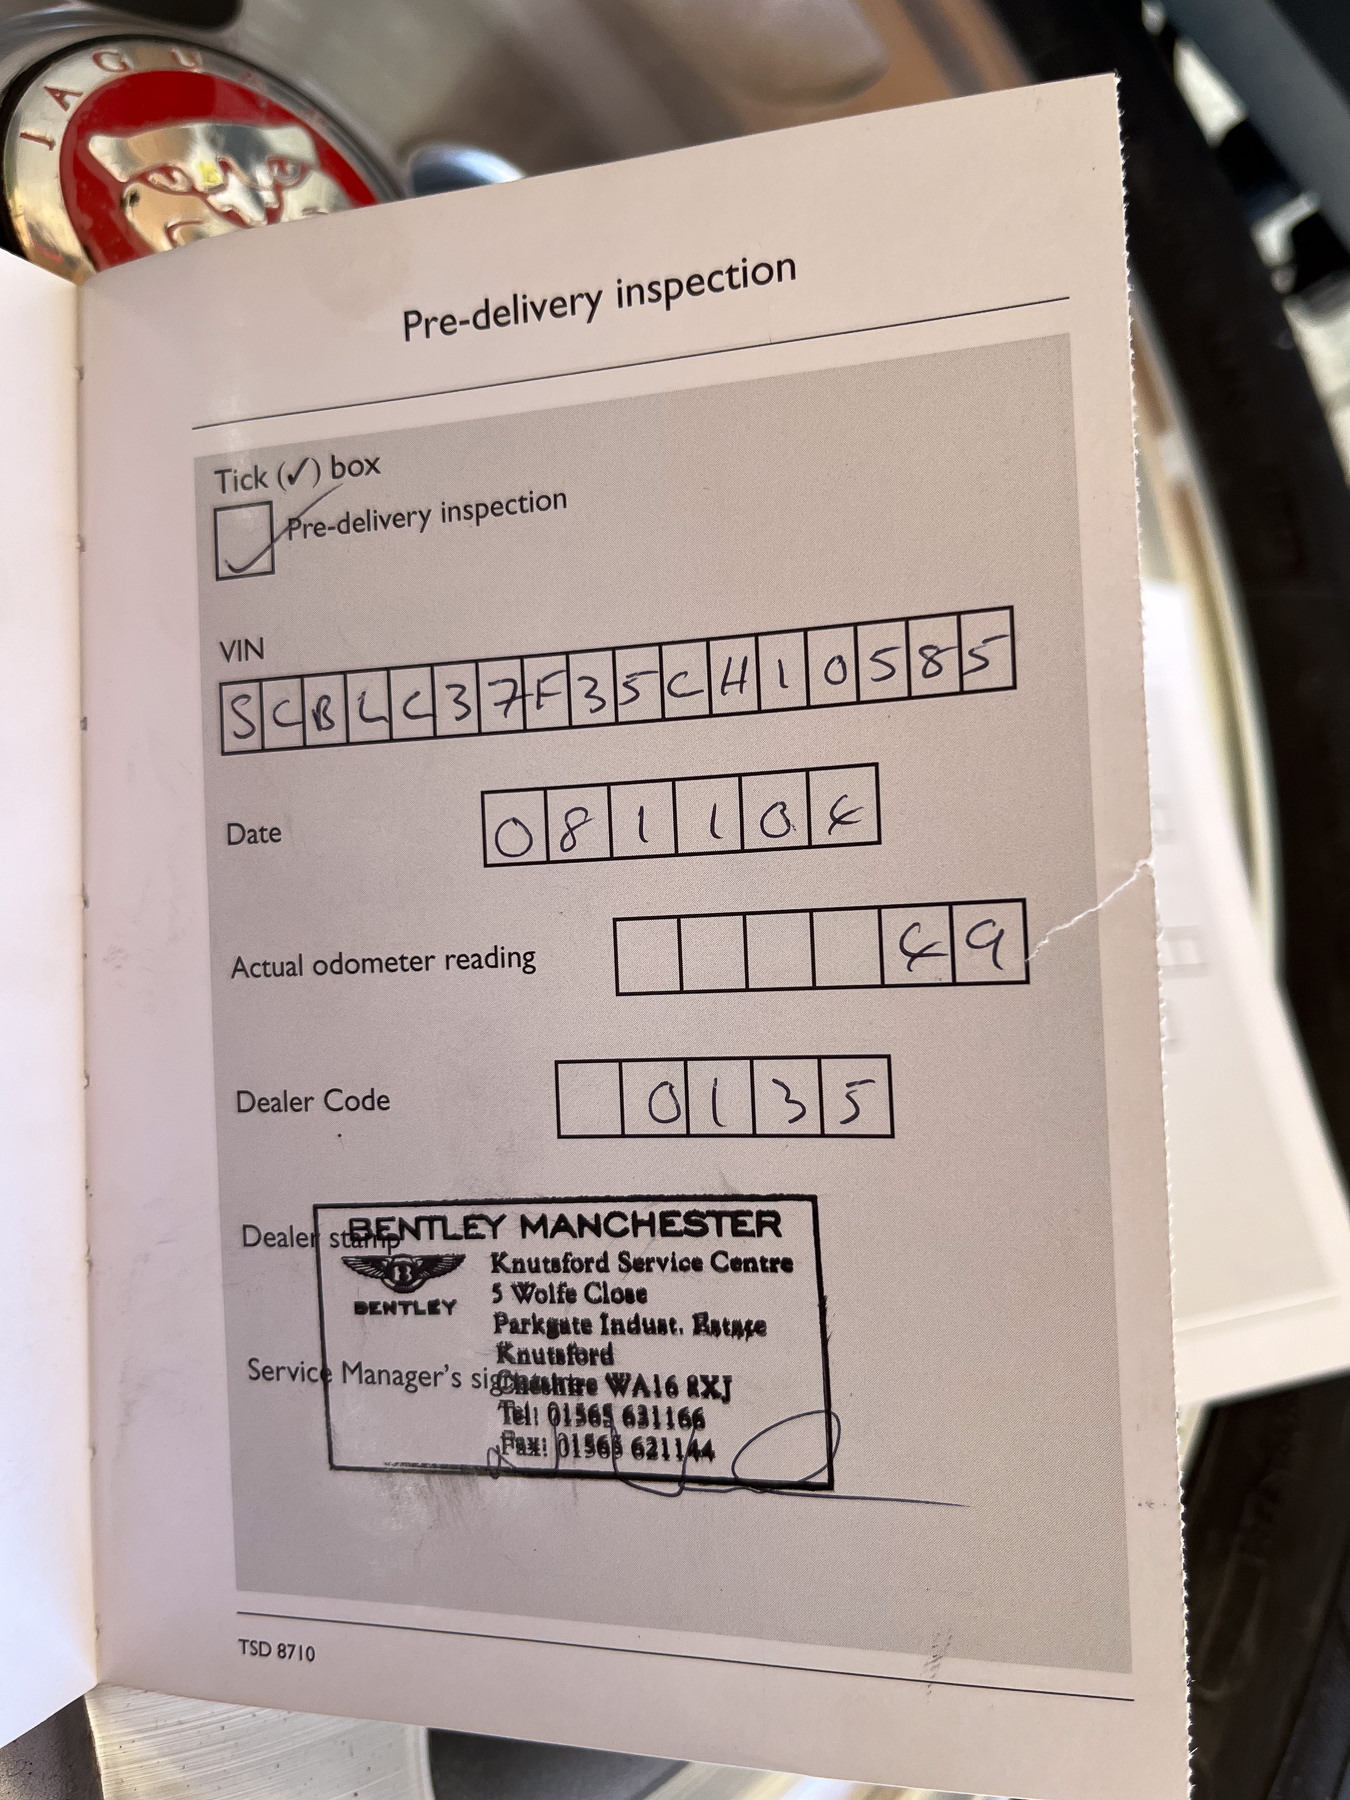 JAGUA
Pre-delivery inspection
Tick (✓) box
Pre-delivery inspection
VIN
SCBLC37F35CH10585
Date
081104
Actual odometer reading
49
Dealer Code
0135
Dealer stamp
BENTLEY MANCHESTER
B
BENTLEY
Knutsford Service Centre
5 Wolfe Close
Parkgate Indust. Estate
Knutsford
Service Manager's
Cheshire WA16 8XJ
Tel: 01565 631166
Fax: 01565 621144
TSD 8710